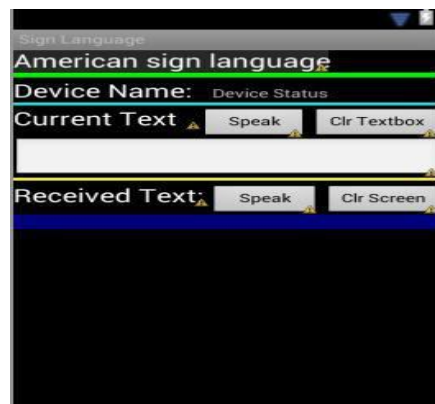 Sign Language
American sign language
Device Name: Device Status
Current Text Speak Clr Textbox
Received Text: Speak Clr Screen